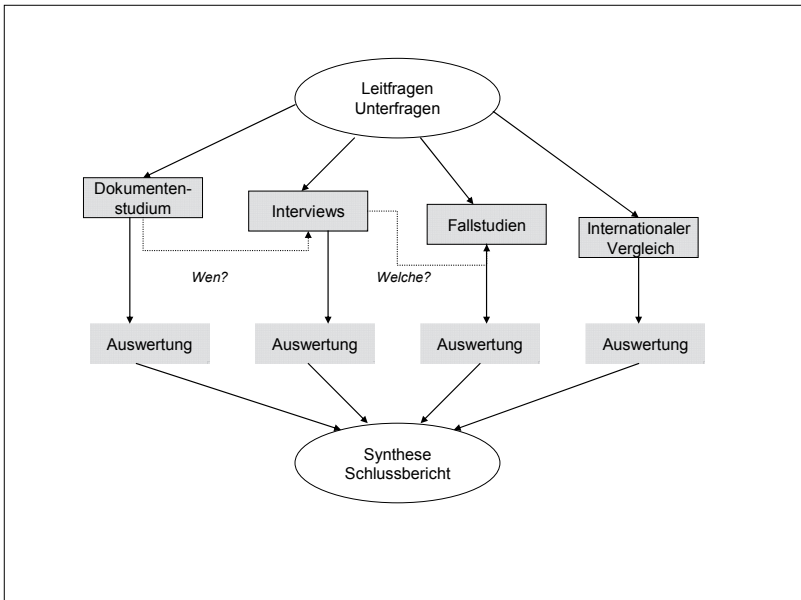 Leitfragen
Unterfragen
Dokumenten-
studium
Interviews
Fallstudien
Internationaler
Vergleich
Wen?
Welche?
Auswertung
Auswertung
Auswertung
Auswertung
Synthese
Schlussbericht